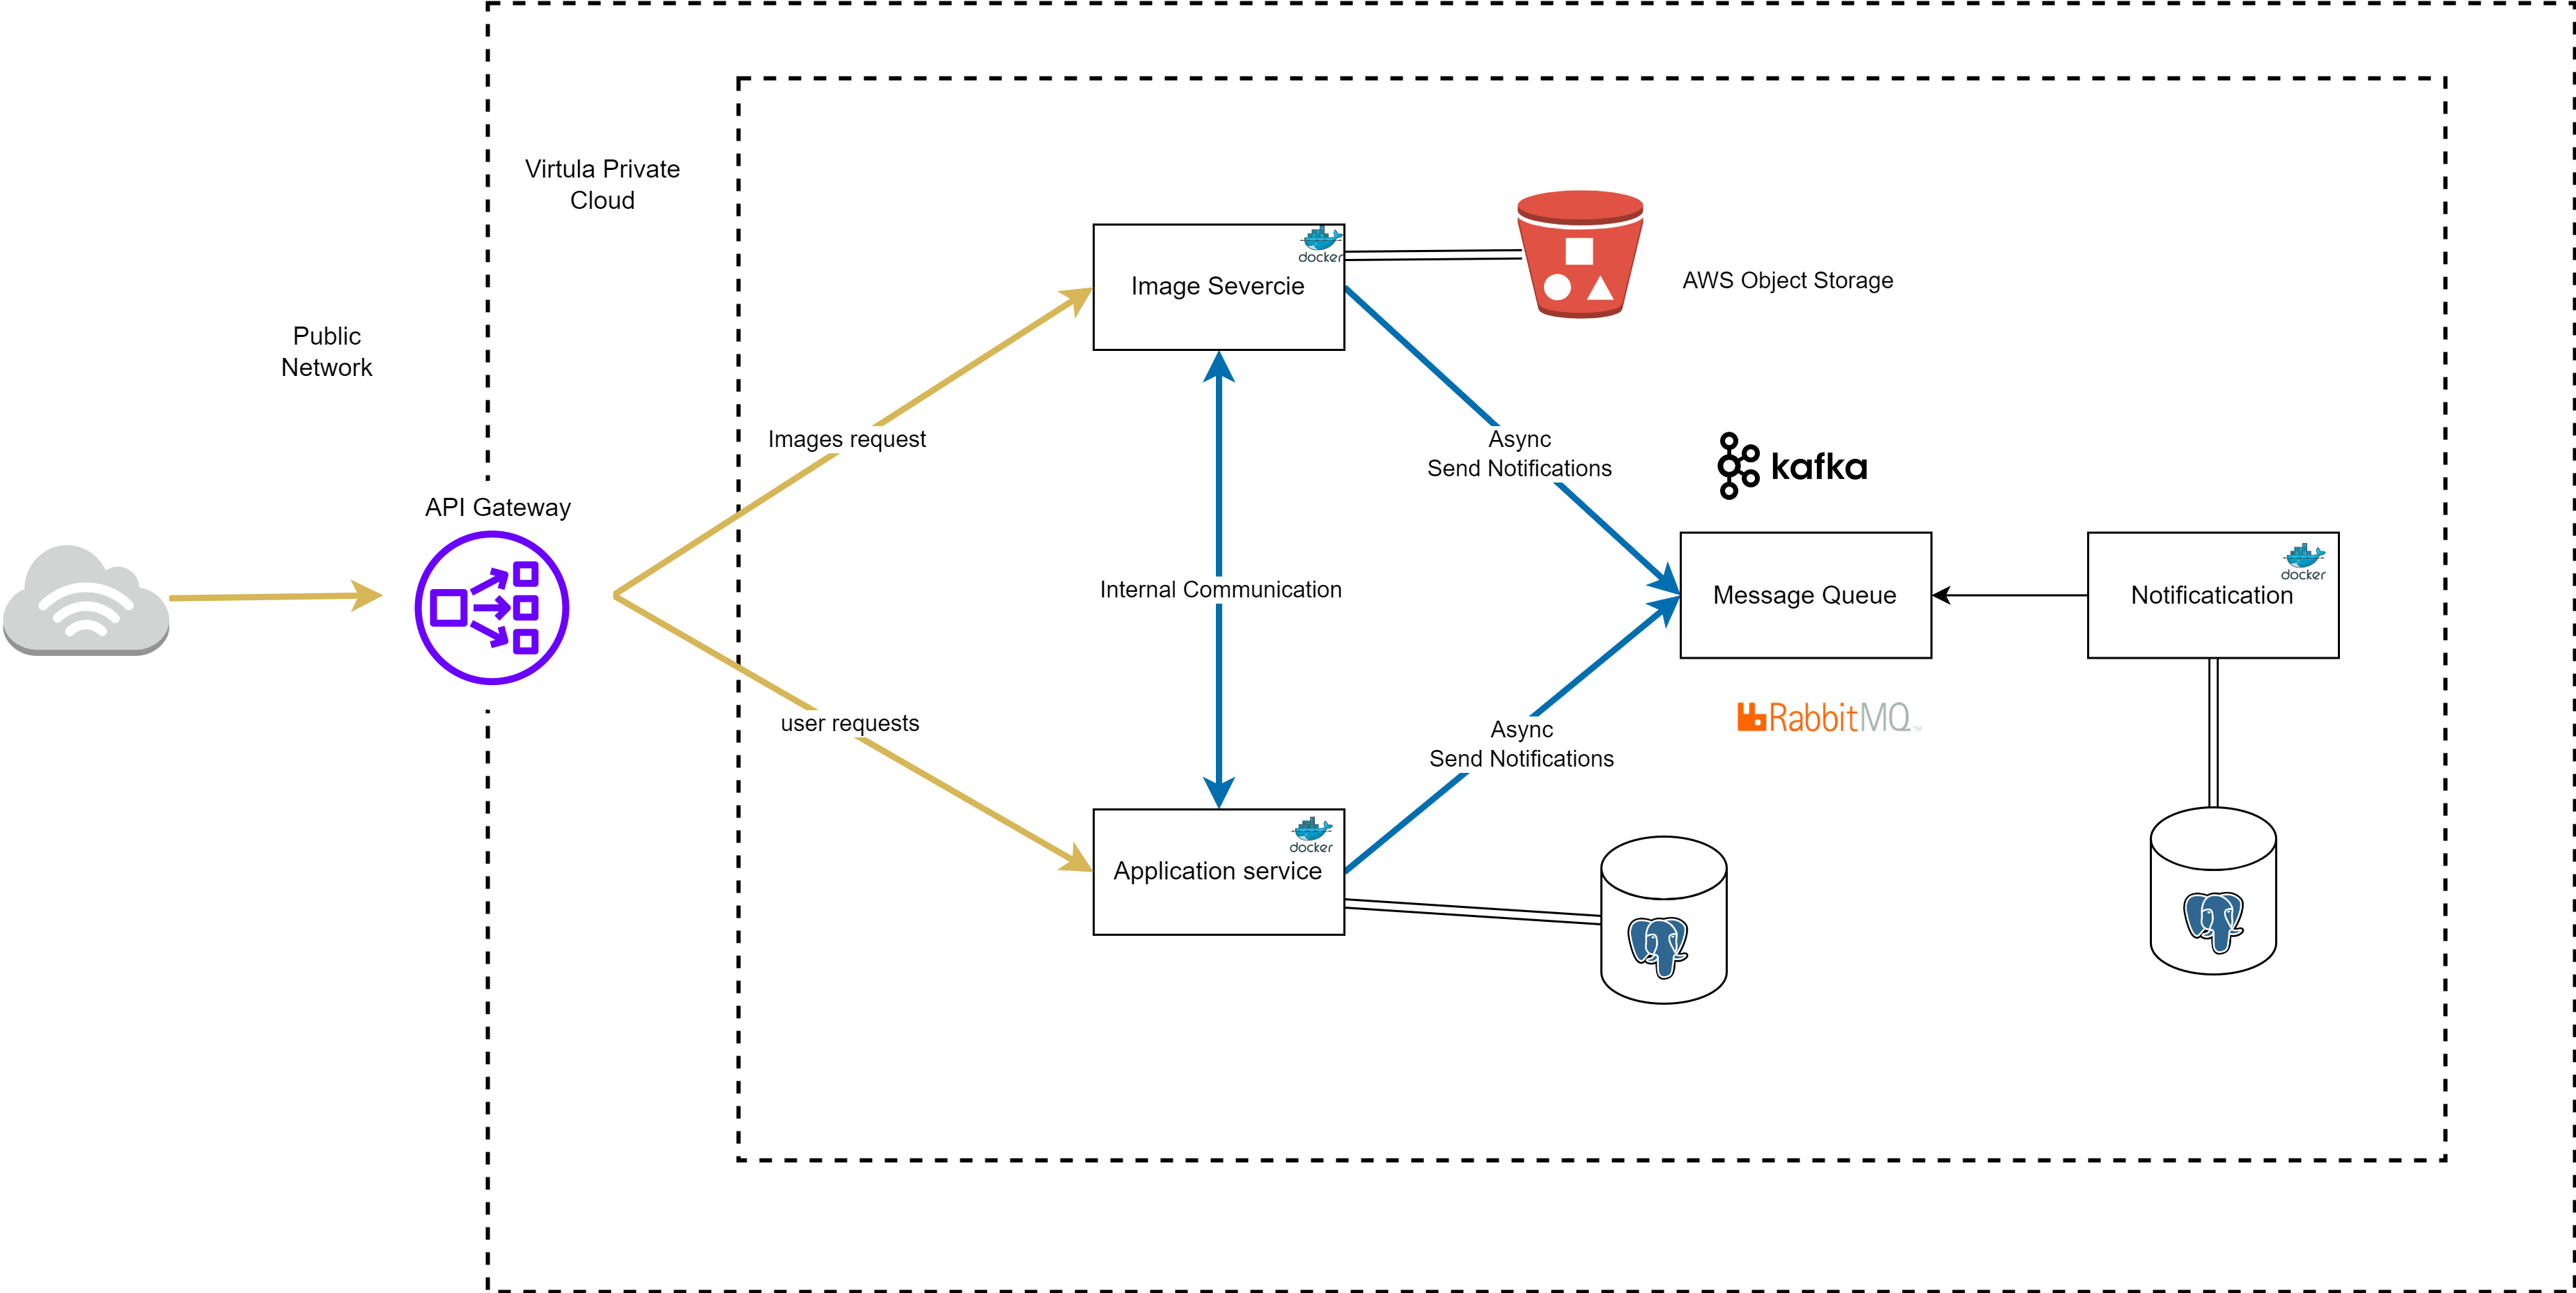 Virtula Private
Cloud
Public
Network
API Gateway
Images request
user requests
docker
Image Severcie
AWS Object Storage
Internal Communication
docker
Application service
Async
Send Notifications
kafka
Message Queue
RabbitMQ™
Async
Send Notifications
docker
Notificatication